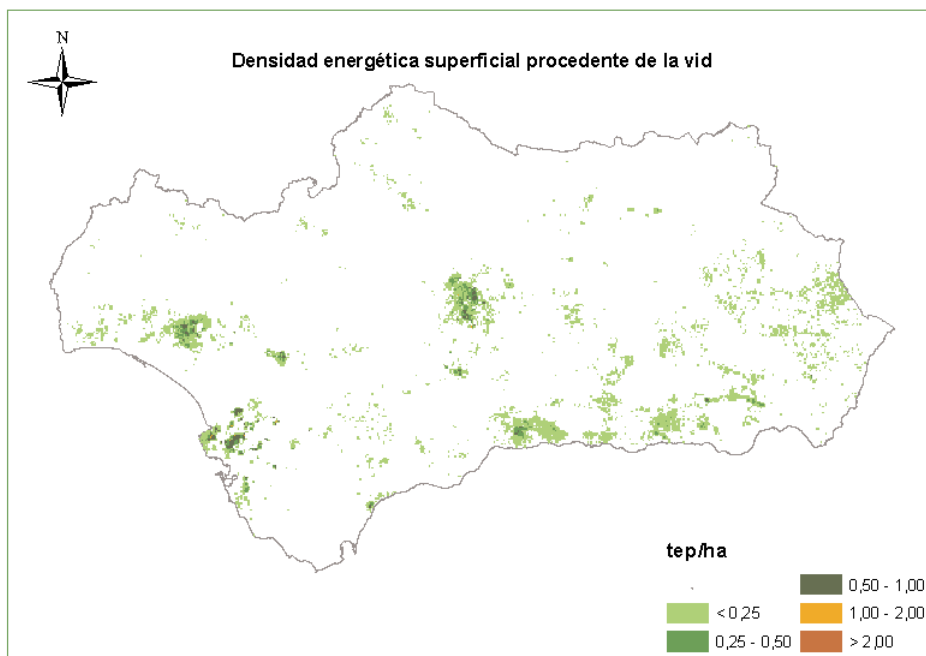 N
Densidad energética superficial procedente de la vid
tep/ha
< 0,25
0,25 - 0,50
0,50 - 1,00
1,00 - 2,00
> 2,00